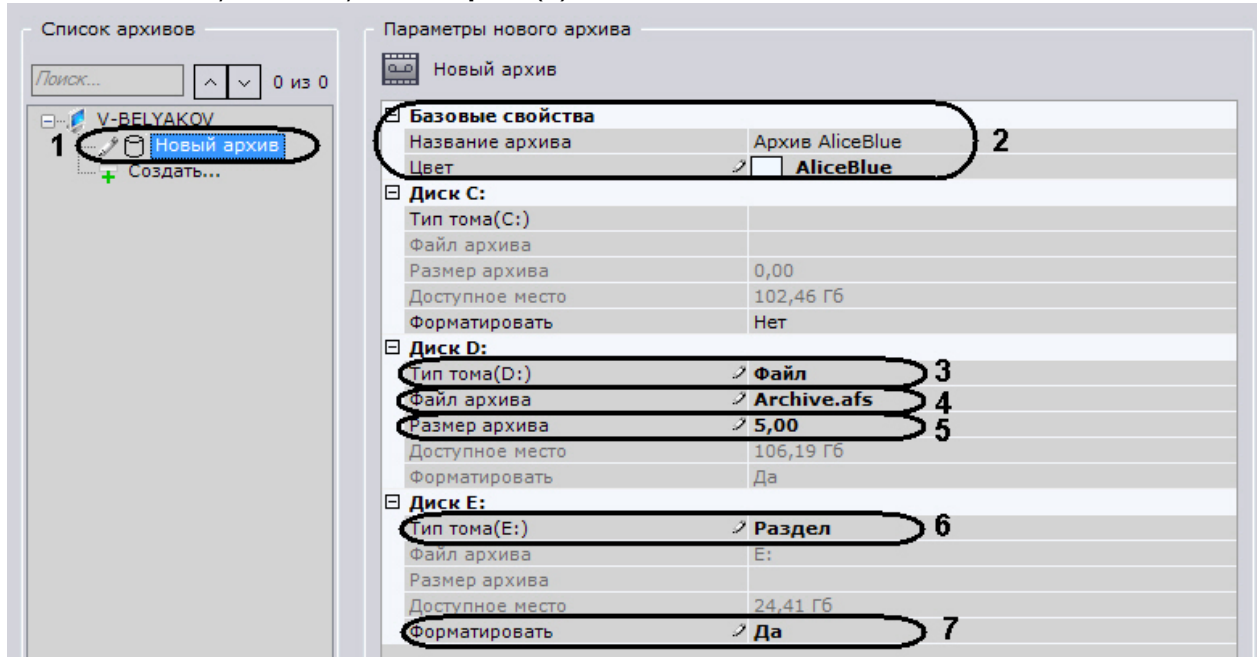 Список архивов
Поиск...
0 из 0
V-BELYAKOV
1
Новый архив
Создать...
Параметры нового архива
Новый архив
Базовые свойства
Название архива Архив AliceBlue
2
Цвет AliceBlue
Диск C:
Тип тома(C:)
Файл архива
Размер архива 0,00
Доступное место 102,46 Гб
Форматировать Нет
Диск D:
Тип тома(D:) Файл 3
Файл архива Archive.afs 4
Размер архива 5,00 5
Доступное место 106,19 Гб
Форматировать Да
Диск E:
Тип тома(E:) Раздел 6
Файл архива E:
Размер архива
Доступное место 24,41 Гб
Форматировать Да 7